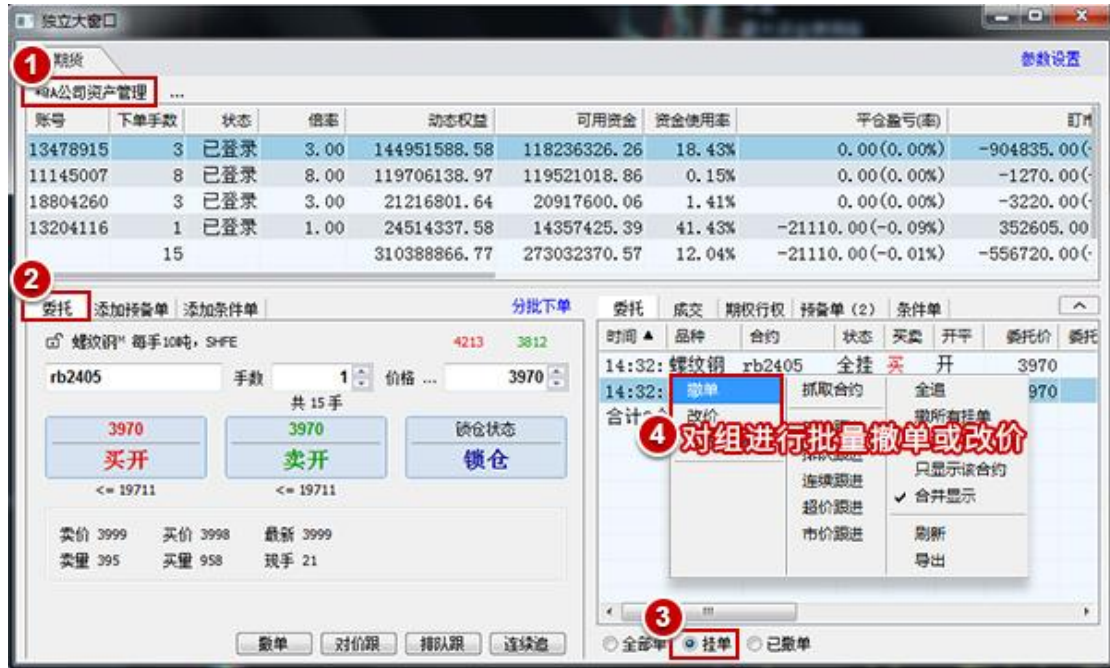 独立大窗口
1
期货
参数设置
A公司资产管理 ...
账号 下单手数 状态 倍率 动态权益 可用资金 资金使用率 平仓盈亏(率)
13478915 3 已登录 3.00 144951588.58 118236326.26 18.43% 0.00(0.00%) -904835.00(-
11145007 8 已登录 8.00 119706138.97 119521018.86 0.15% 0.00(0.00%) -1270.00(-
18804260 3 已登录 3.00 21216801.64 20917600.06 1.41% 0.00(0.00%) -3220.00(-
13204116 1 已登录 1.00 24514337.58 14357425.39 41.43% -21110.00(-0.09%) 352605.00
15 310388866.77 273032370.57 12.04% -21110.00(-0.01%) -556720.00(-
2
委托 添加预备单 添加条件单 分批下单
螺纹钢M 每手10吨, SHFE 4213 3812
rb2405 手数 1 价格 ... 3970
共 15 手
3970 3970 锁仓状态
买开 卖开 锁仓
<= 19711 <= 19711
卖价 3999 买价 3998 最新 3999
卖量 395 买量 958 现手 21
撤单 对价跟 排队跟 连续追
委托 成交 期权行权 预备单 (2) 条件单
时间 ▲ 品种 合约 状态 买卖 开平 委托价 委托
14:32: 螺纹钢 rb2405 全挂 买 开 3970
14:32: 970
合计
撤单 抓取合约 全追
改价 撤所有挂单
4 对组进行批量撤单或改价
排队跟进 只显示该合约
连续跟进 ✓ 合并显示
超价跟进
市价跟进 刷新
导出
3
全部单 挂单 已撤单